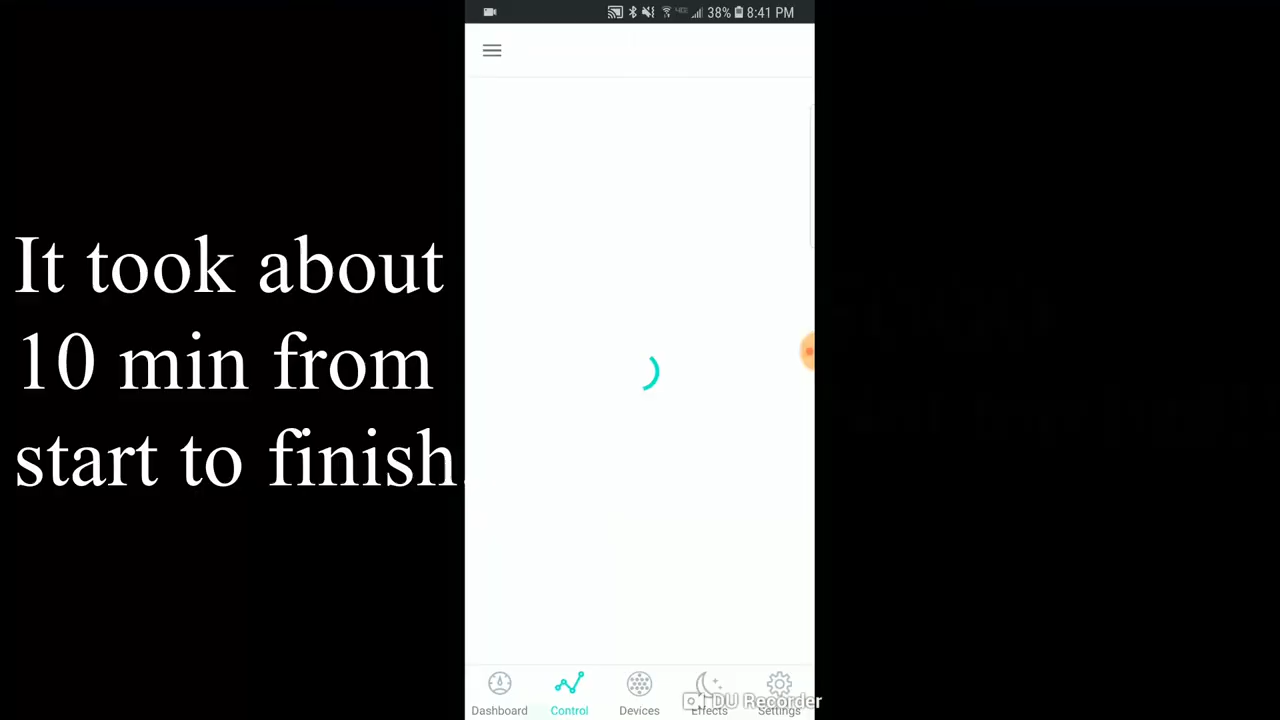 38% 8:41 PM
It took about
10 min from
start to finish.
Dashboard Control Devices Effects Settings
DU Recorder